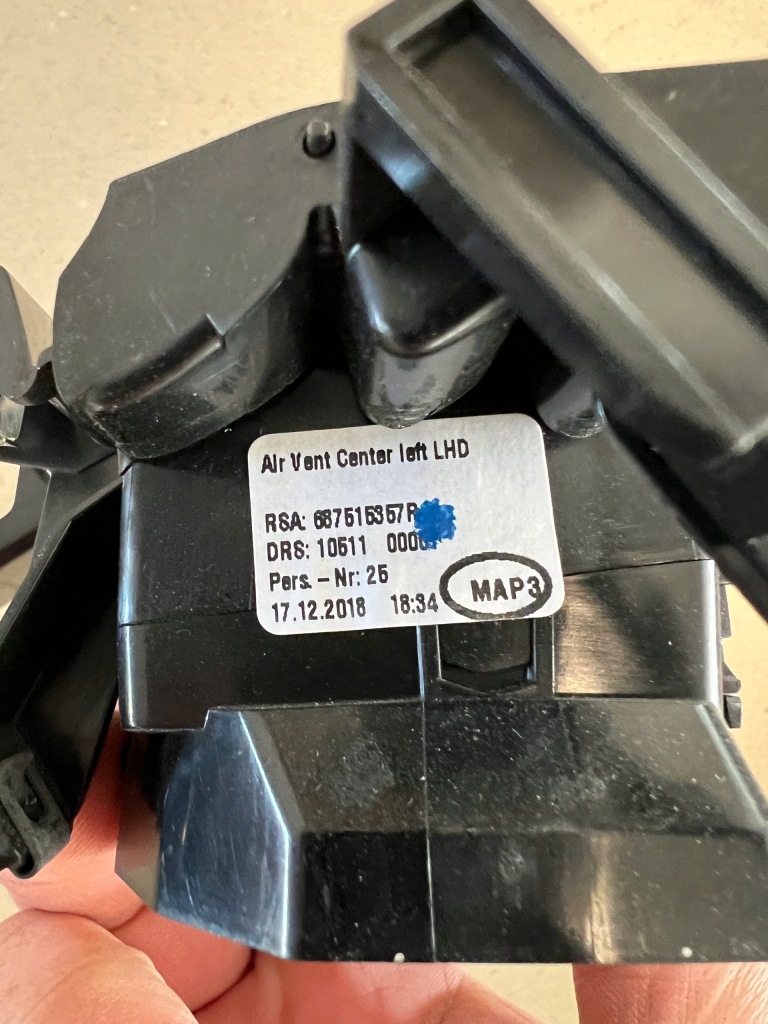 Air Vent Center left LHD
RSA: 687515357R
DRS: 10511
Pers. - Nr: 25
17.12.2018 18:34
MAP3